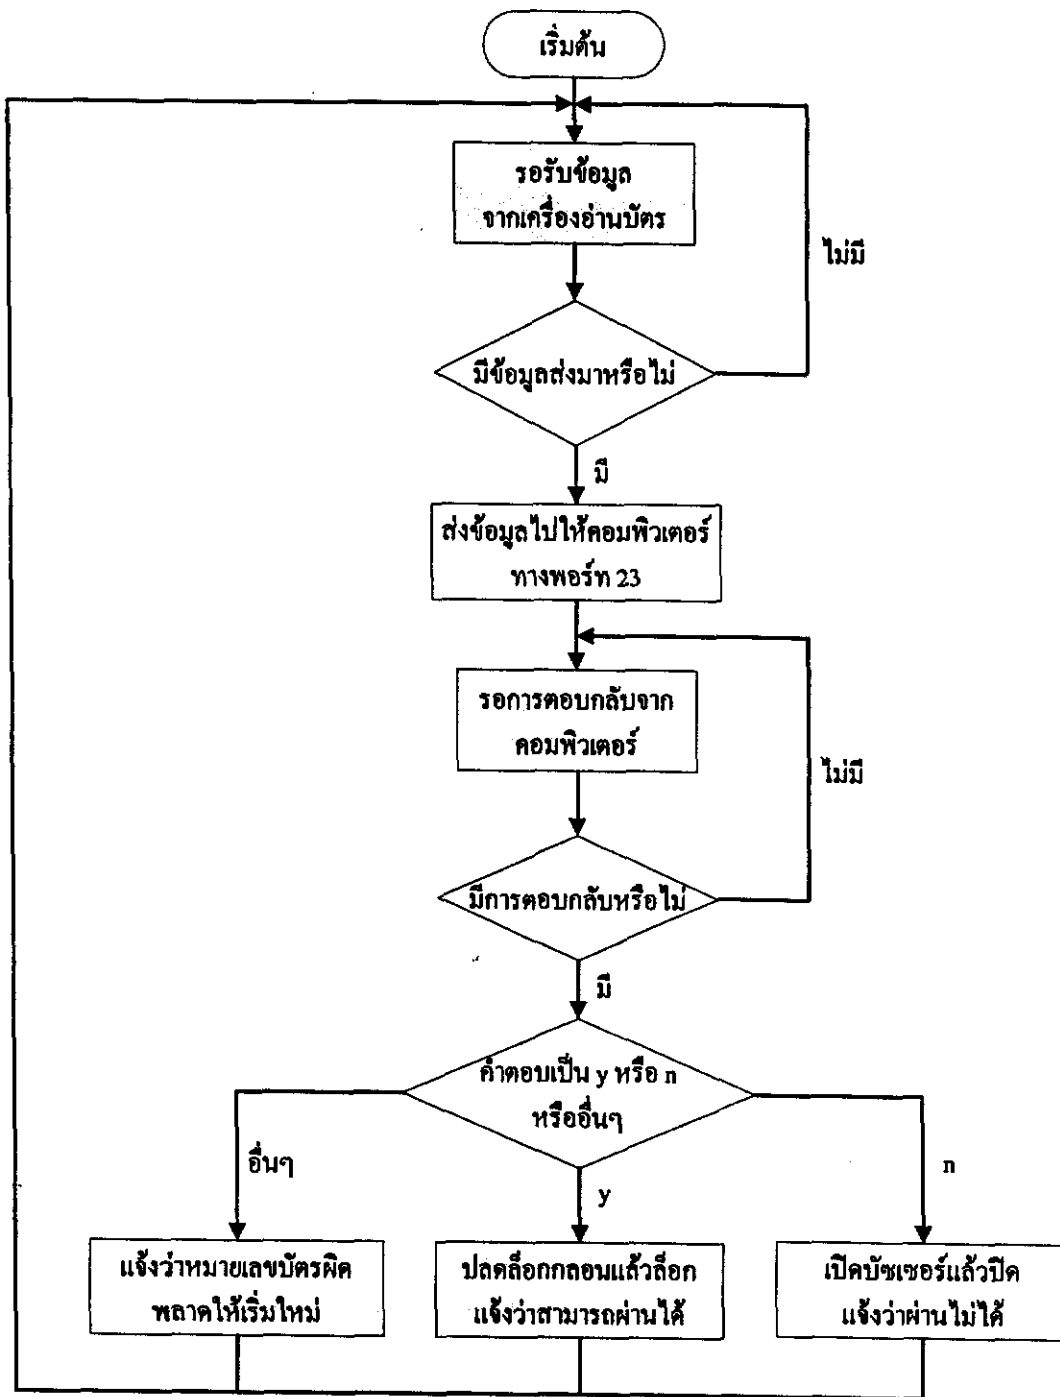 เริ่มต้น
รอรับข้อมูล
จากเครื่องอ่านบัตร
ไม่มี
มีข้อมูลส่งมาหรือไม่
มี
ส่งข้อมูลไปให้คอมพิวเตอร์
ทางพอร์ท 23
รอการตอบกลับจาก
คอมพิวเตอร์
ไม่มี
มีการตอบกลับหรือไม่
มี
คำตอบเป็น y หรือ n
หรืออื่นๆ
อื่นๆ
y
n
แจ้งว่าหมายเลขบัตรผิด
พลาดให้เริ่มใหม่
ปลดล็อกกลอนแล้วล็อก
แจ้งว่าสามารถผ่านได้
เปิดบัซเซอร์แล้วปิด
แจ้งว่าผ่านไม่ได้